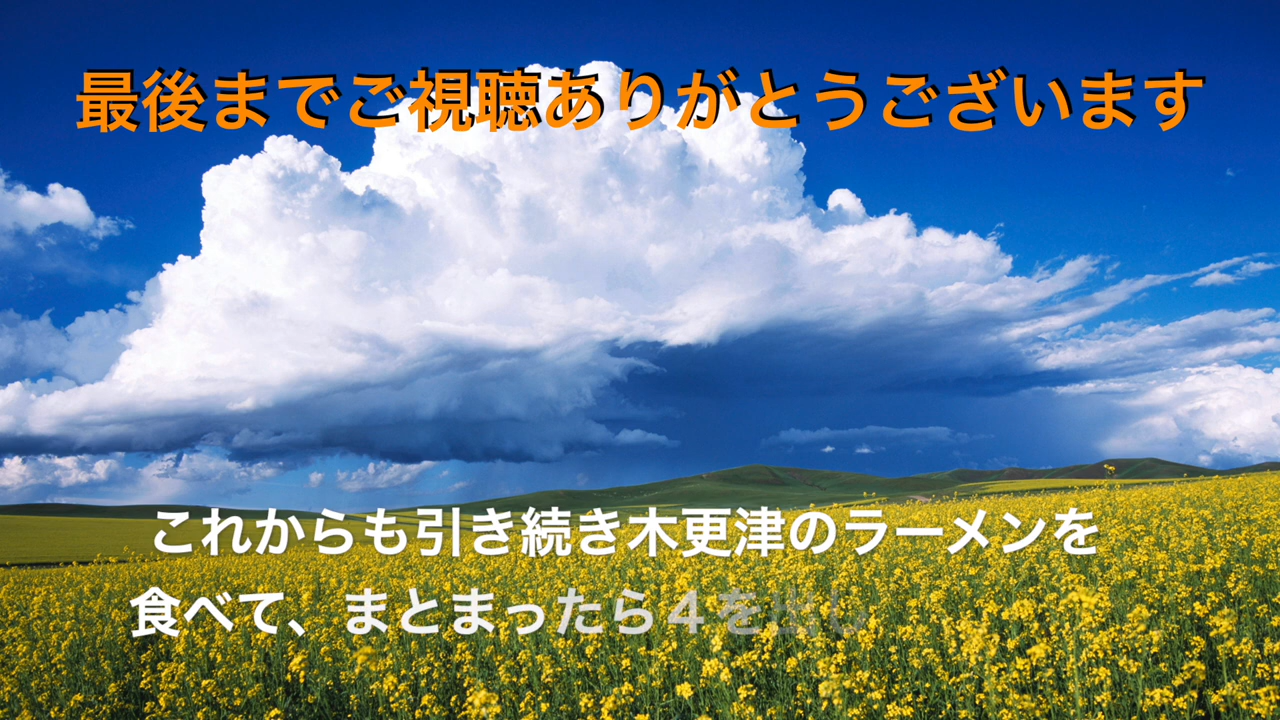 最後までご視聴ありがとうございます
これからも引き続き木更津のラーメンを
食べて、まとまったら４を出し